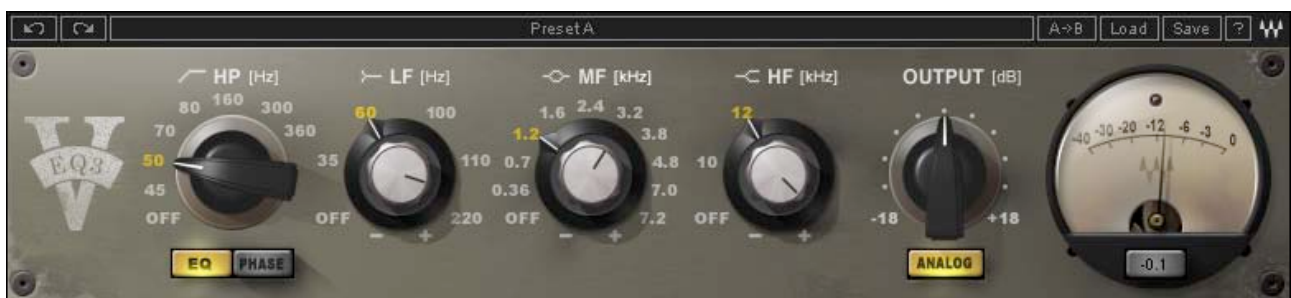 Preset A A->B Load Save ?
HP [Hz] LF [Hz] MF [kHz] HF [kHz] OUTPUT [dB]
V EQ3
OFF 45 50 70 80 160 300 360
OFF 35 60 100 110 220 - +
OFF 0.36 0.7 1.2 1.6 2.4 3.2 3.8 4.8 7.0 7.2 - +
OFF 10 12 - +
-18 +18
-40 -30 -20 -12 -6 -3 0
EQ PHASE ANALOG -0.1